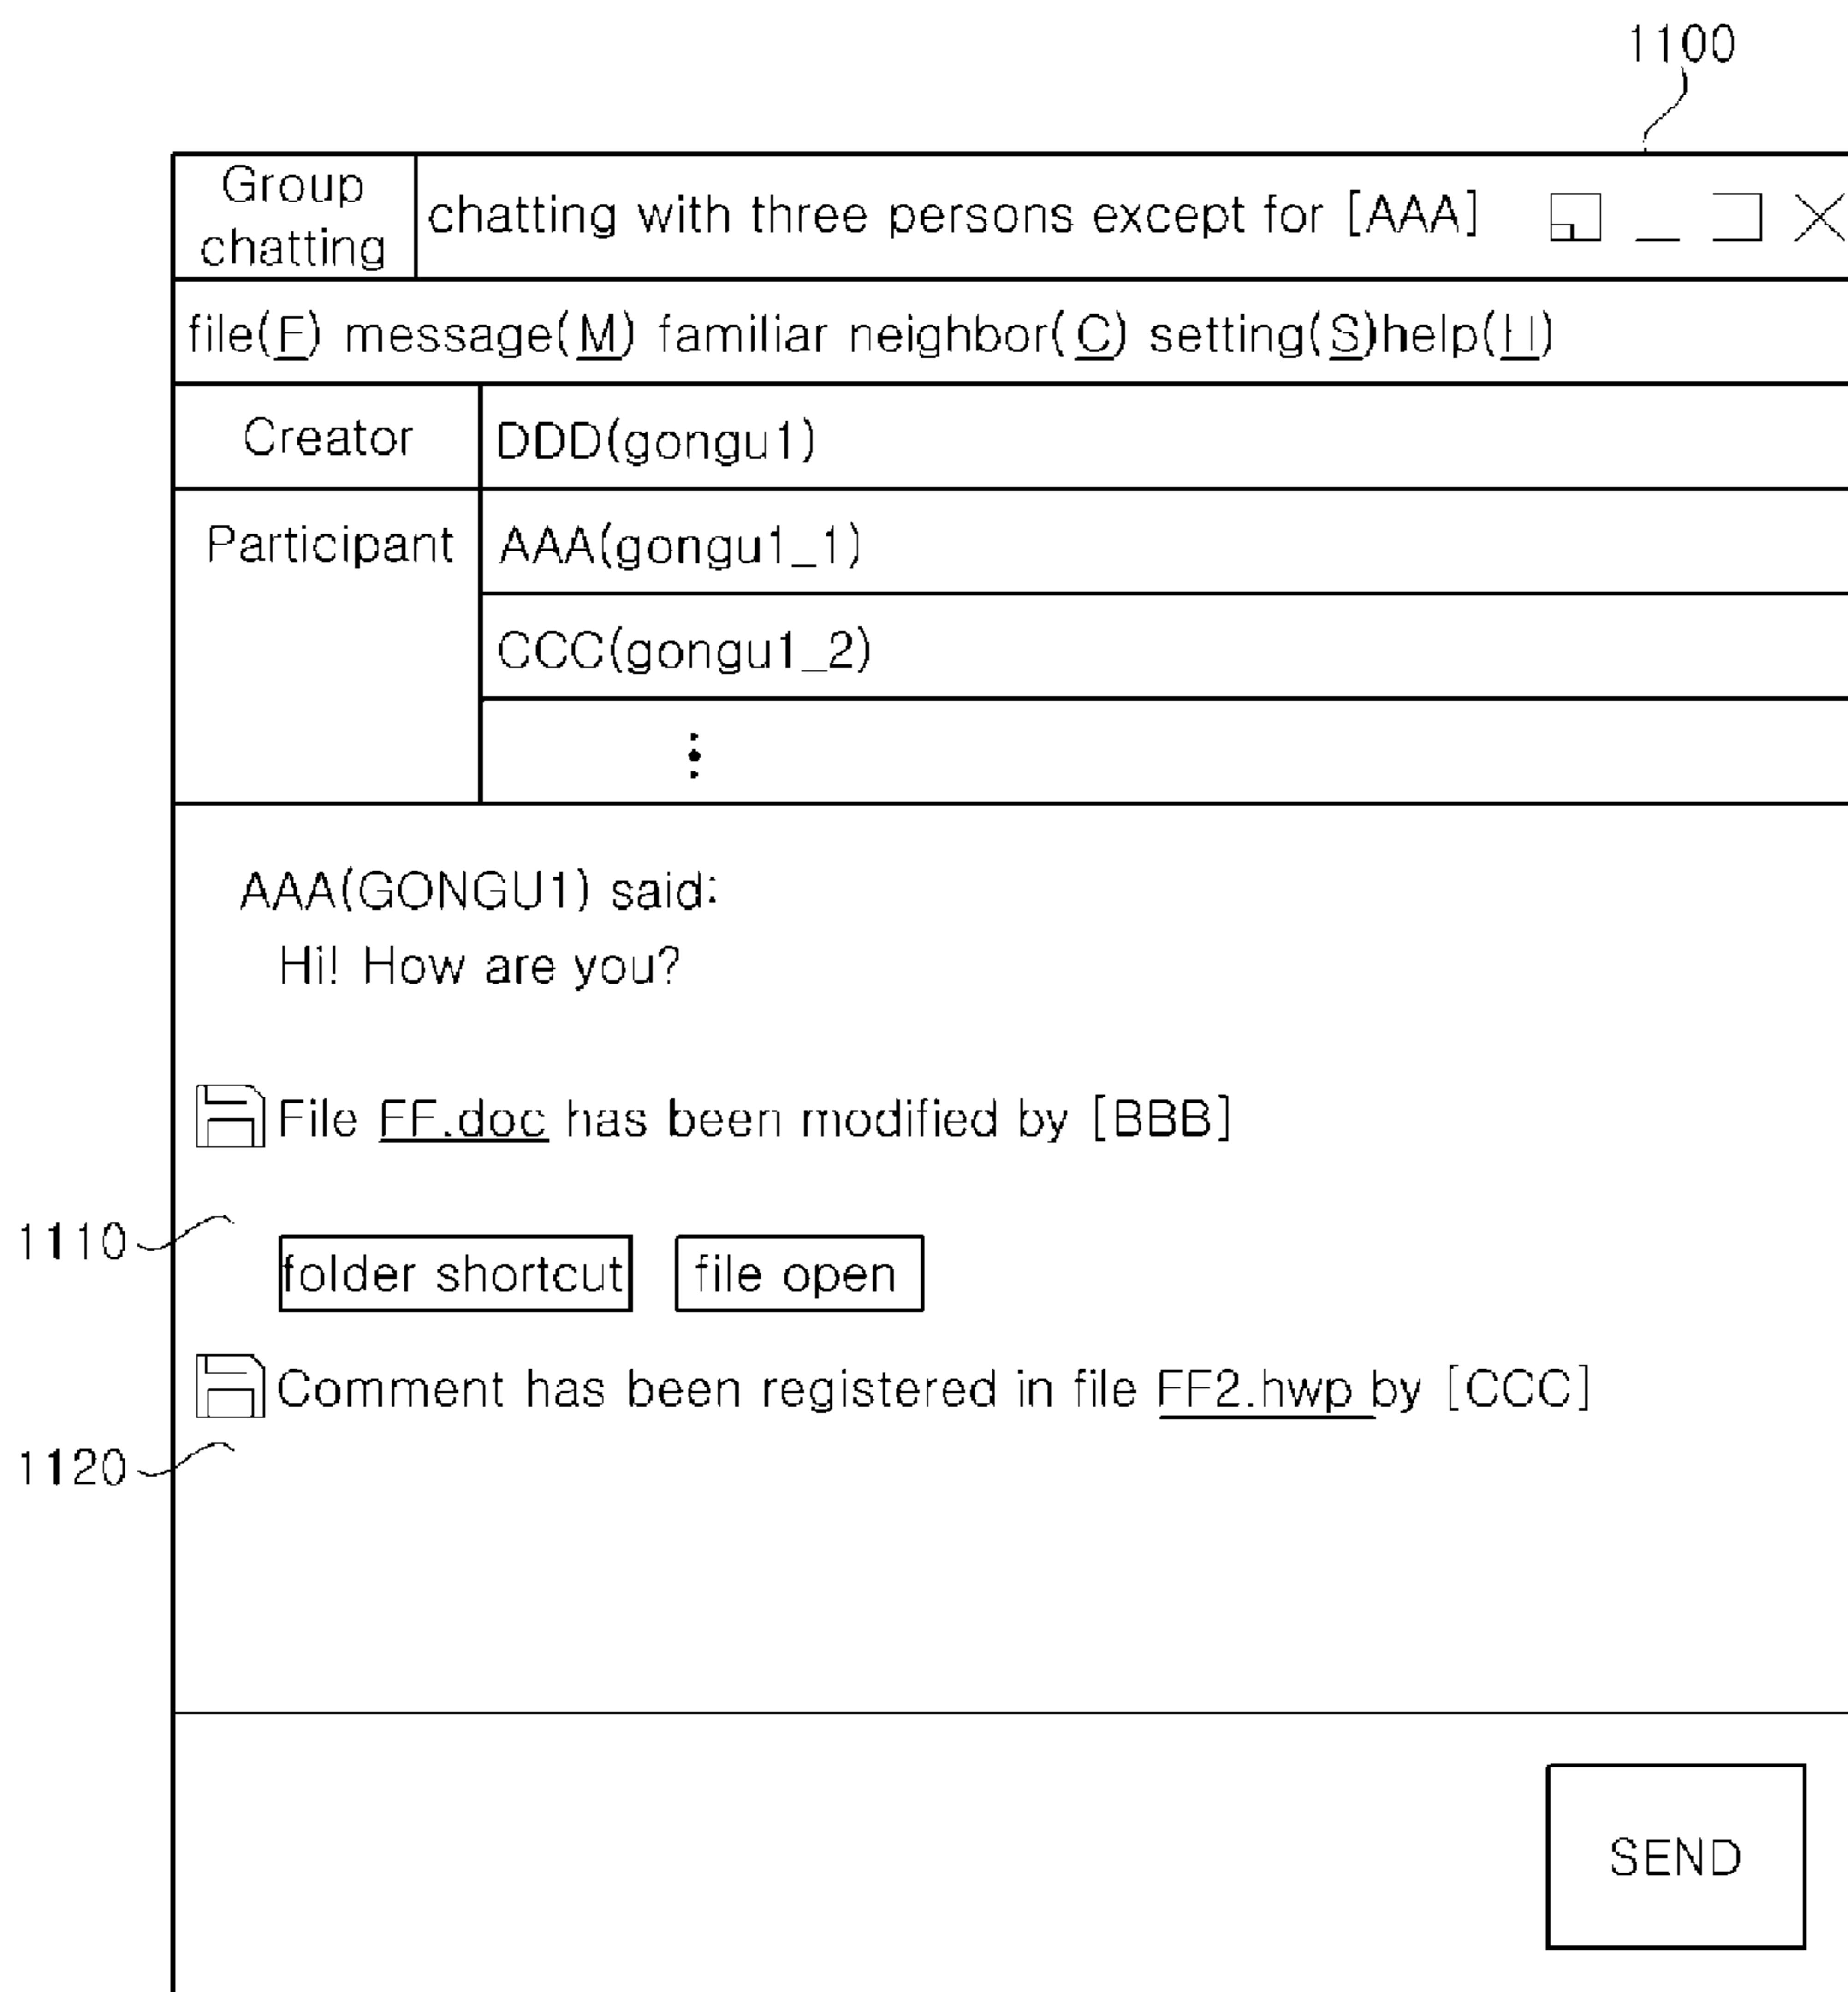 1100
Group
chatting
chatting with three persons except for [AAA]
file(F) message(M) familiar neighbor(C) setting(S)help(H)
Creator
DDD(gongu1)
Participant
AAA(gongu1_1)
CCC(gongu1_2)
AAA(GONGU1) said:
Hi! How are you?
File FF.doc has been modified by [BBB]
1110
folder shortcut
file open
Comment has been registered in file FF2.hwp by [CCC]
1120
SEND